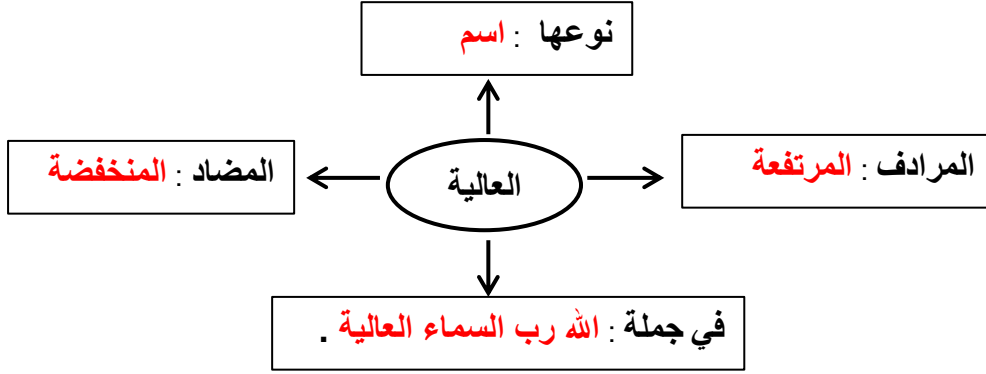 نوعها : اسم
المرادف : المرتفعة
العالية
المضاد : المنخفضة
في جملة : الله رب السماء العالية .